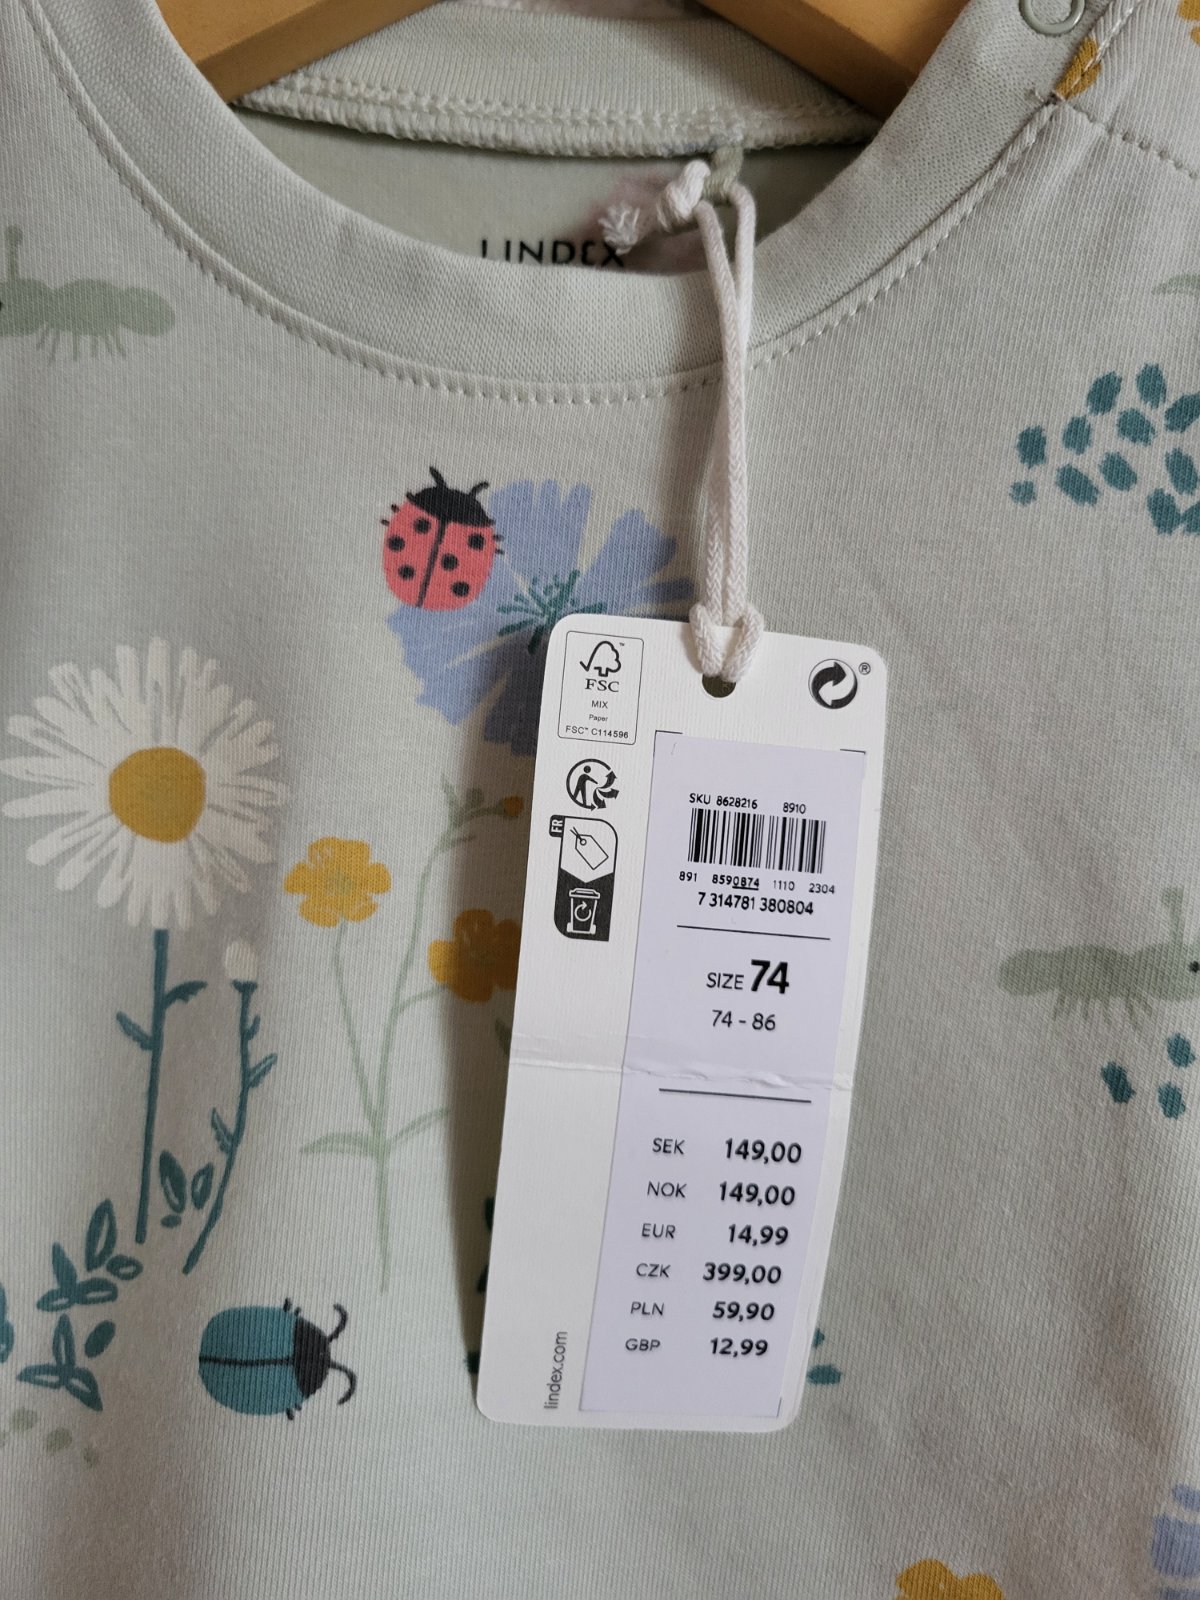 LINDEX
FSC
MIX
Paper
FSC™ C114596
®
FR
SKU 8628216 8910
891 8590874 1110 2304
7 314781 380804
SIZE 74
74 - 86
SEK 149,00
NOK 149,00
EUR 14,99
CZK 399,00
PLN 59,90
GBP 12,99
lindex.com